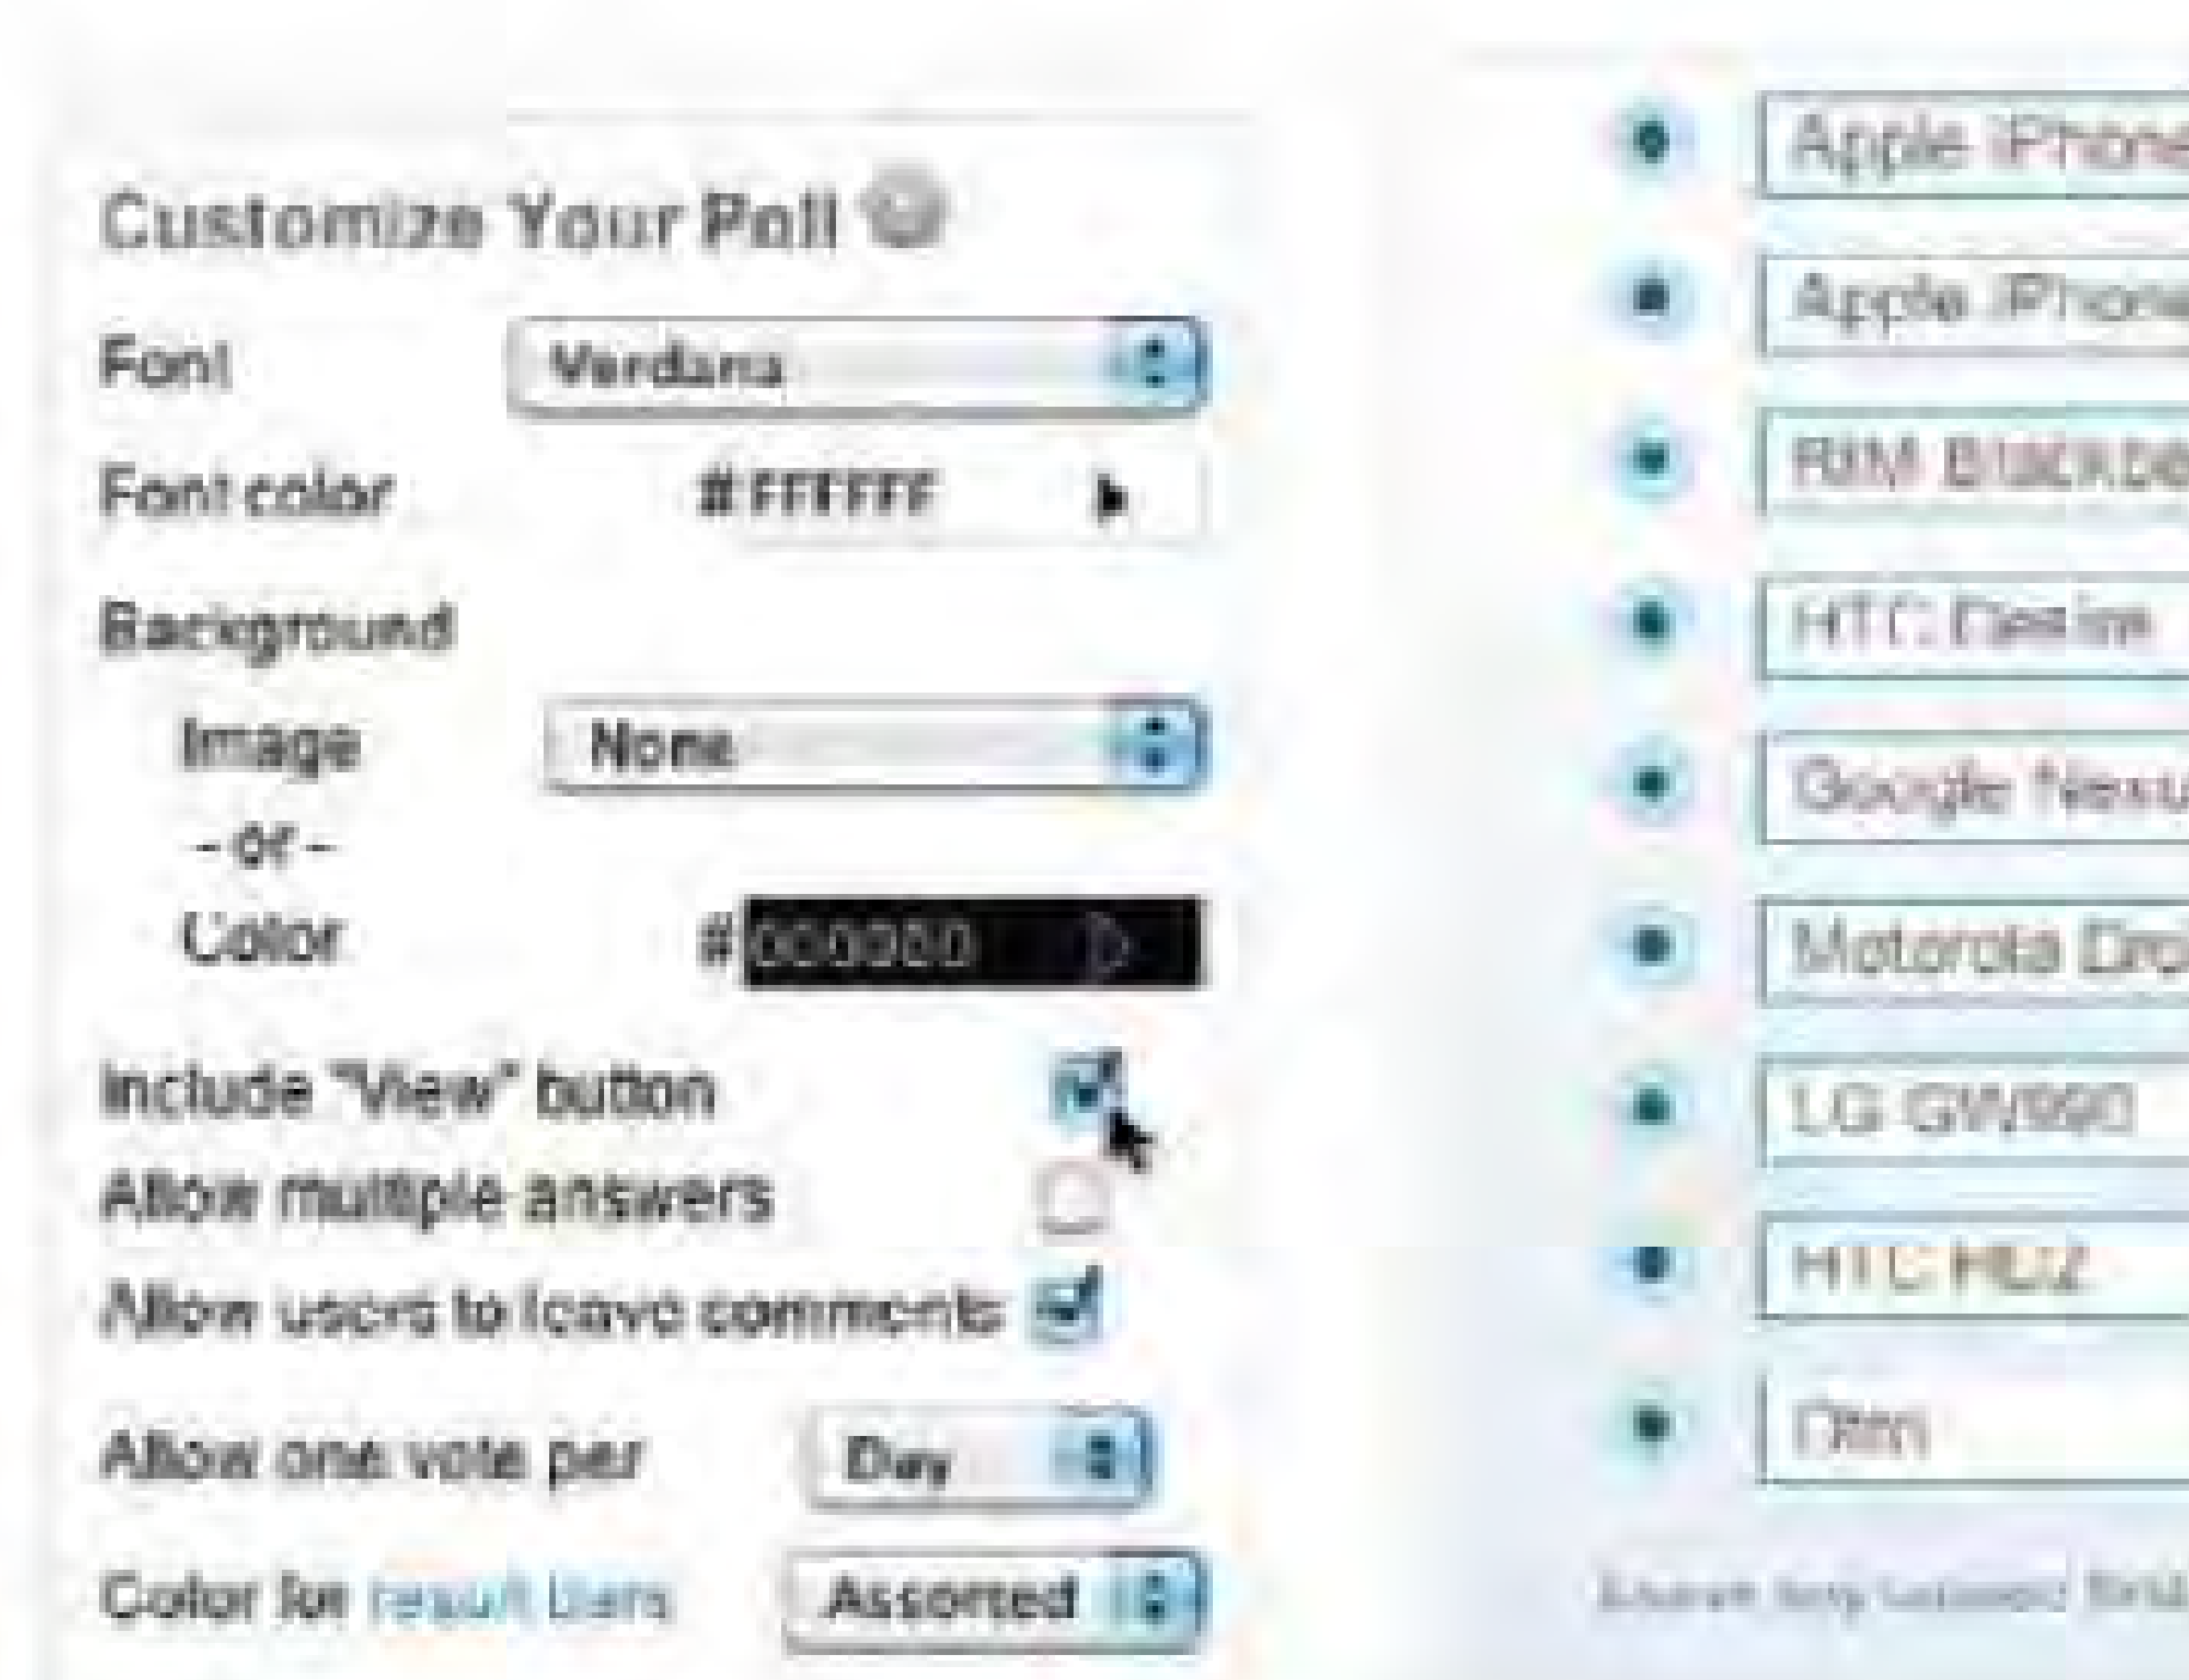 Customize Your Poll
Font
Verdana
Font color
#FFFFFF
Background
Image
None
- or -
Color
#000000
Include "View" button
Allow multiple answers
Allow users to leave comments
Allow one vote per
Day
Color for result bars
Assorted
Apple iPhone
Apple iPhone
RIM
HTC Desire
Google
Motorola
LG GW990
HTC HD2